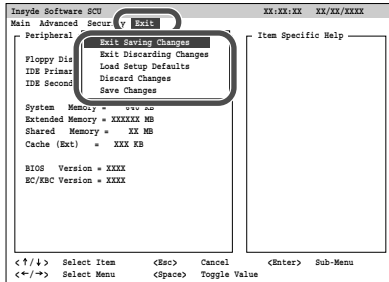 Insyde Software SCU XX:XX:XX XX/XX/XXXX
Main Advanced Secur y Exit
Peripheral Item Specific Help
Exit Saving Changes
Exit Discarding Changes
Floppy Dis Load Setup Defaults
IDE Primar Discard Changes
IDE Second Save Changes
System Memory = 640 KB
Extended Memory = XXXXXX MB
Shared Memory = XX MB
Cache (Ext) = XXX KB
BIOS Version = XXXX
EC/KBC Version = XXXX
<↑/↓> Select Item <Esc> Cancel <Enter> Sub-Menu
<←/→> Select Menu <Space> Toggle Value